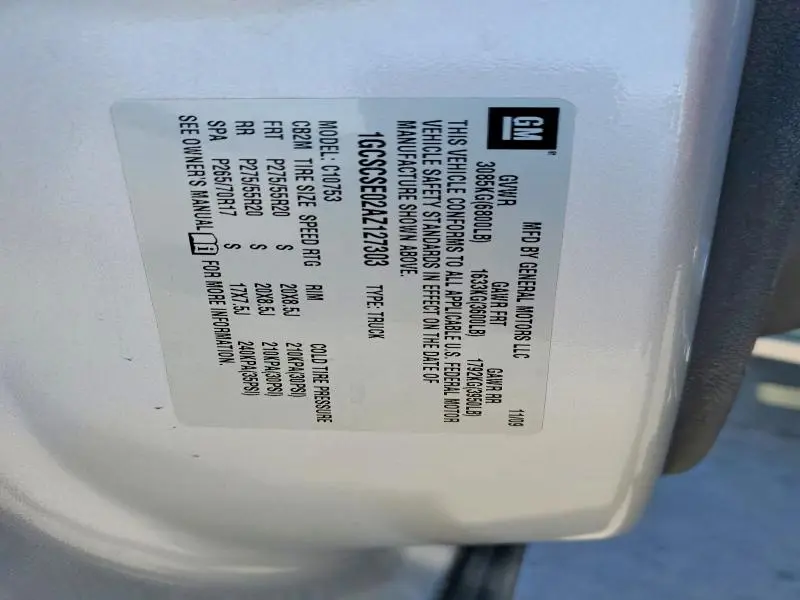 GM
MFD BY GENERAL MOTORS LLC 11/09
GVWR GAWR FRT GAWR RR
3085KG(6800LB) 1633KG(3600LB) 1792KG(3950LB)
THIS VEHICLE CONFORMS TO ALL APPLICABLE U.S. FEDERAL MOTOR
VEHICLE SAFETY STANDARDS IN EFFECT ON THE DATE OF
MANUFACTURE SHOWN ABOVE.
1GCSCSE02AZ127303 TYPE: TRUCK
MODEL: C10753
CB2M TIRE SIZE SPEED RTG RIM COLD TIRE PRESSURE
FRT P275/55R20 S 20X8.5J 210KPA(30PSI)
RR P275/55R20 S 20X8.5J 210KPA(30PSI)
SPA P265/70R17 S 17X7.5J 240KPA(35PSI)
SEE OWNER'S MANUAL FOR MORE INFORMATION.